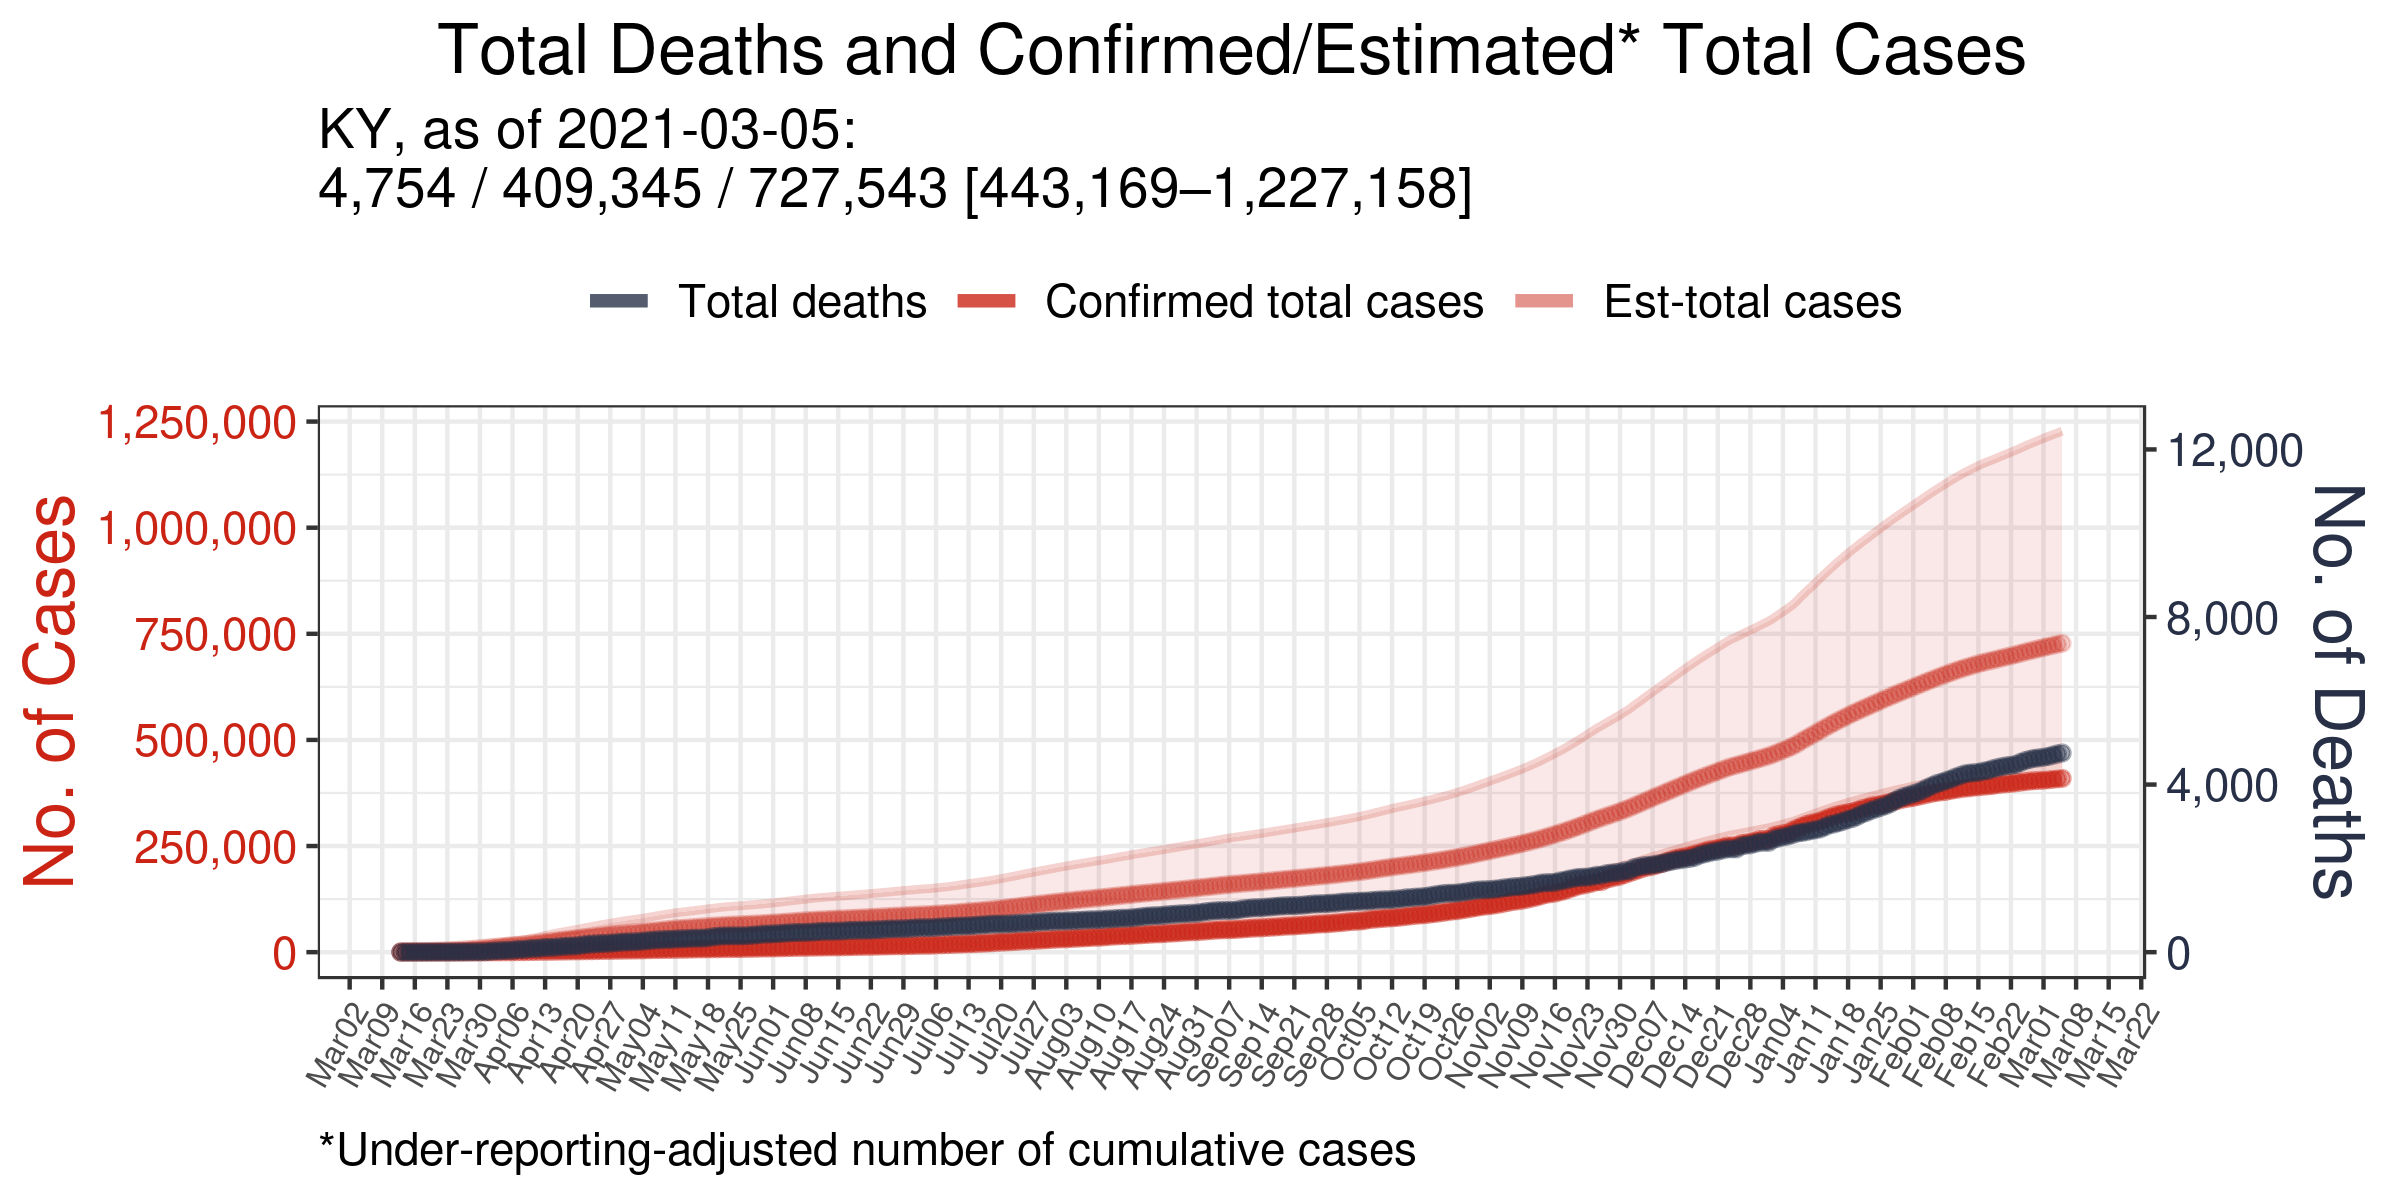 Total Deaths and Confirmed/Estimated* Total Cases
KY, as of 2021-03-05:
4,754 / 409,345 / 727,543 [443,169–1,227,158]
Total deaths
Confirmed total cases
Est-total cases
No. of Cases
1,250,000
1,000,000
750,000
500,000
250,000
0
12,000
8,000
4,000
0
No. of Deaths
Mar02
Mar09
Mar16
Mar23
Mar30
Apr06
Apr13
Apr20
Apr27
May04
May11
May18
May25
Jun01
Jun08
Jun15
Jun22
Jun29
Jul06
Jul13
Jul20
Jul27
Aug03
Aug10
Aug17
Aug24
Aug31
Sep07
Sep14
Sep21
Sep28
Oct05
Oct12
Oct19
Oct26
Nov02
Nov09
Nov16
Nov23
Nov30
Dec07
Dec14
Dec21
Dec28
Jan04
Jan11
Jan18
Jan25
Feb01
Feb08
Feb15
Feb22
Mar01
Mar08
Mar15
Mar22
*Under-reporting-adjusted number of cumulative cases